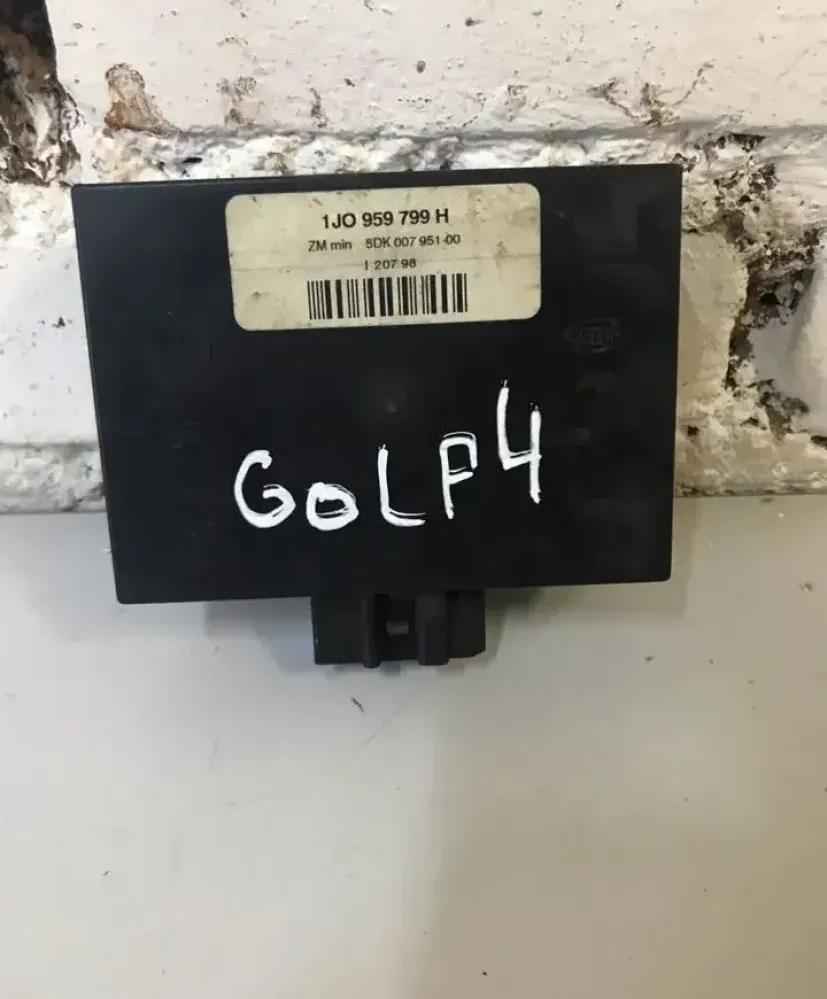 1JO 959 799 H
ZM min 5DK 007 951-00
I 207 98
GOLF4